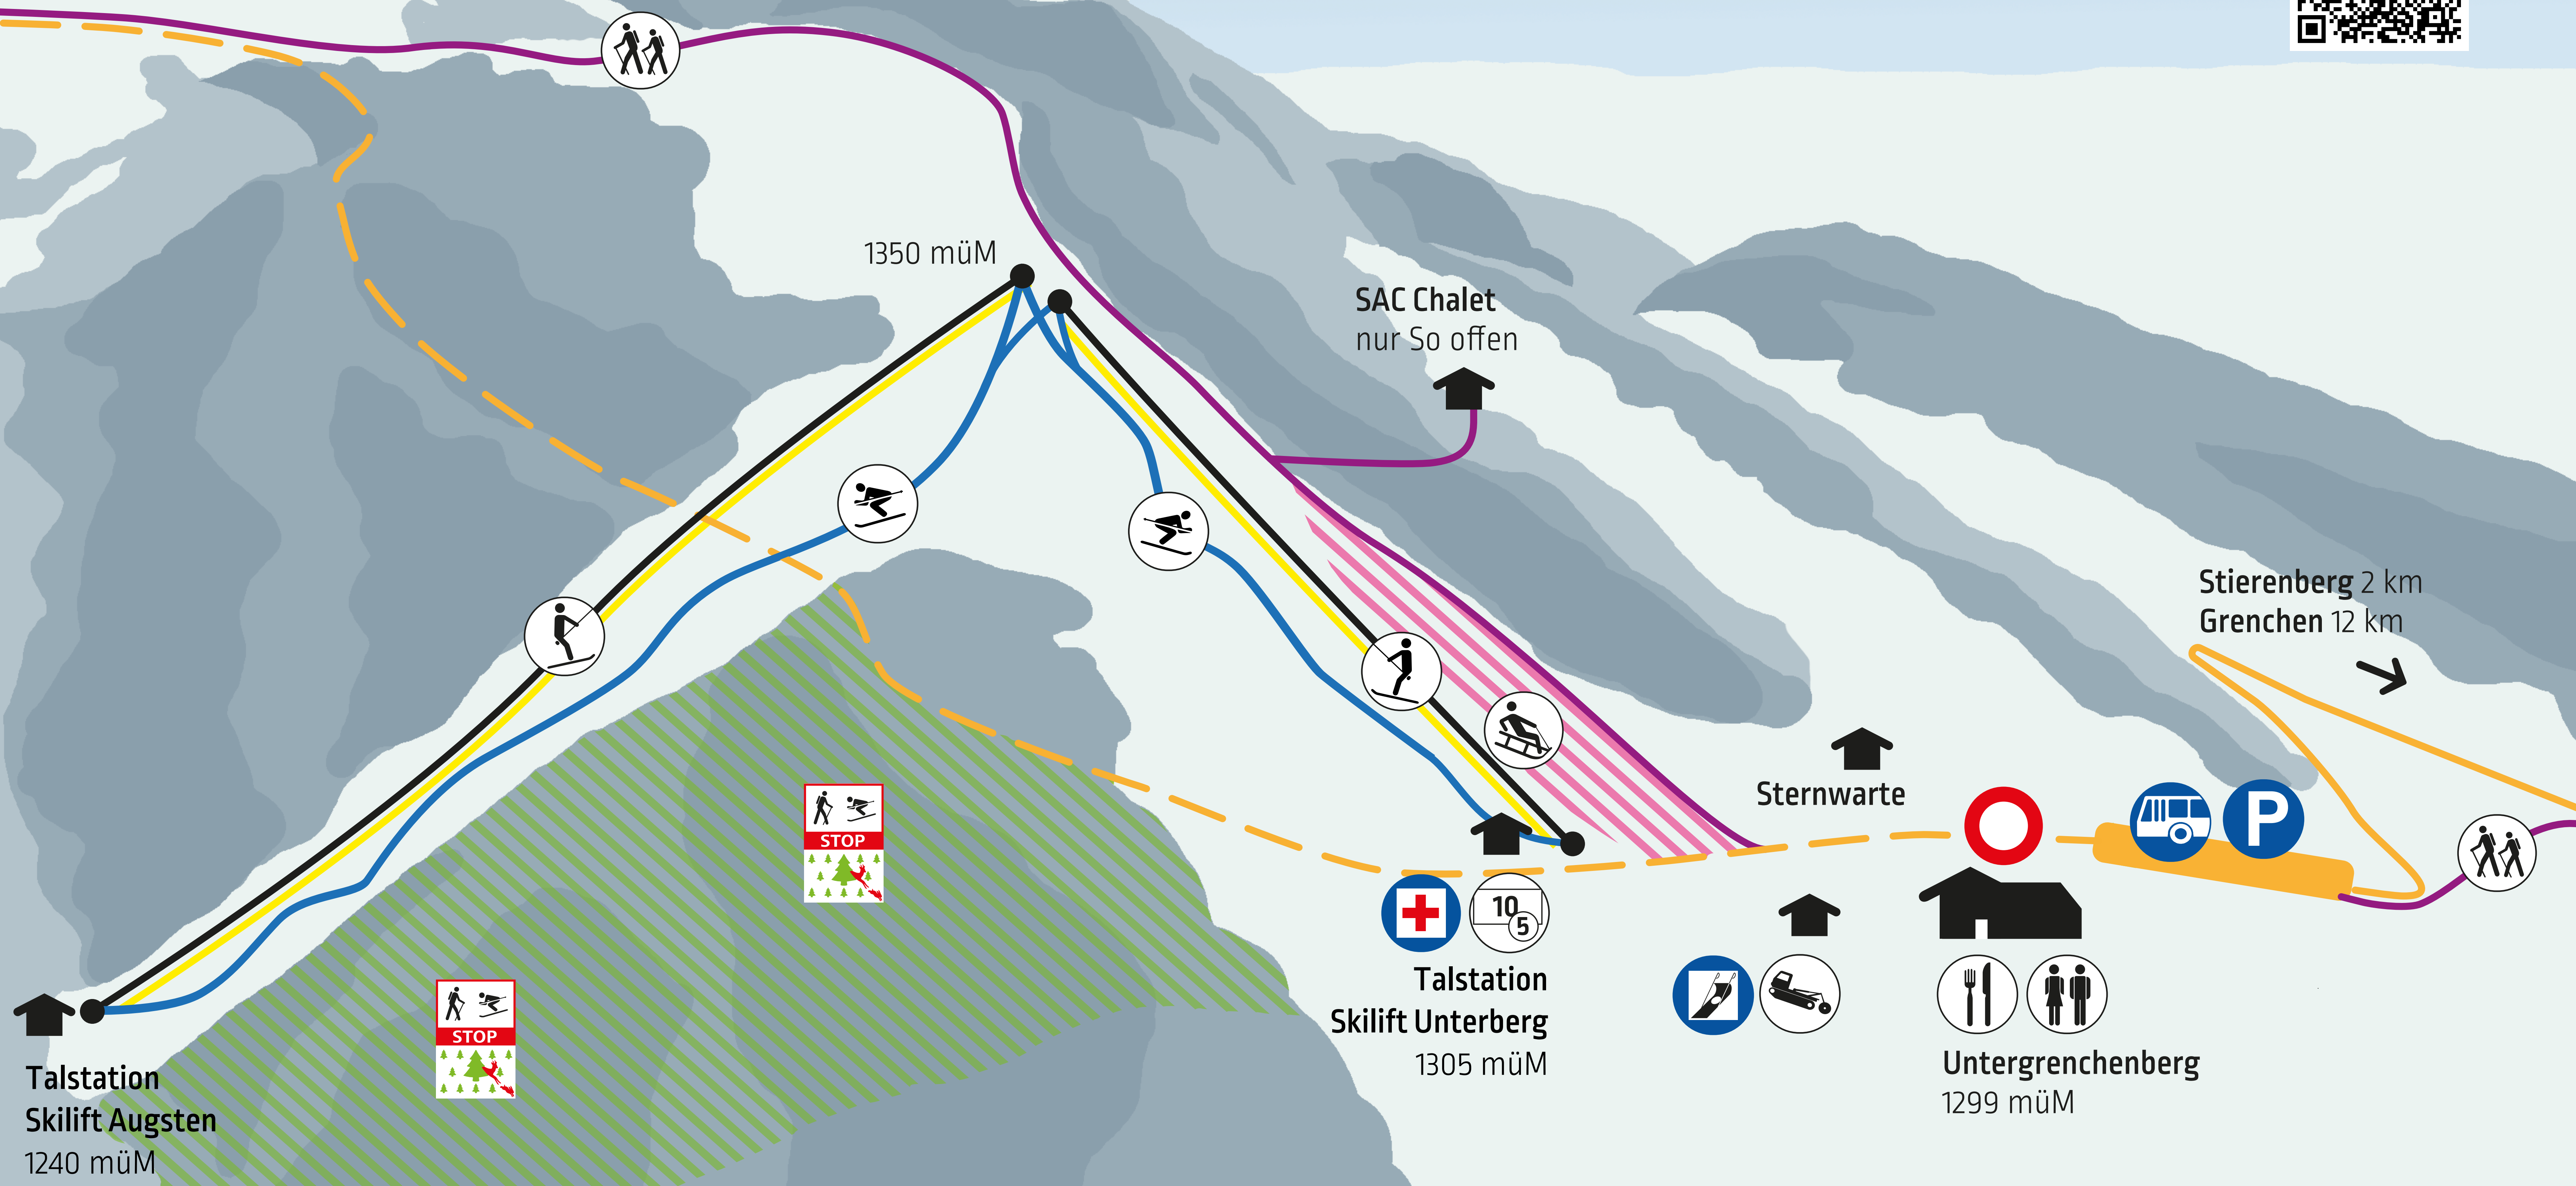 1350 müM
SAC Chalet
nur So offen
Stierenberg 2 km
Grenchen 12 km
Sternwarte
P
STOP
STOP
10
5
Talstation
Skilift Unterberg
1305 müM
Untergrenchenberg
1299 müM
Talstation
Skilift Augsten
1240 müM